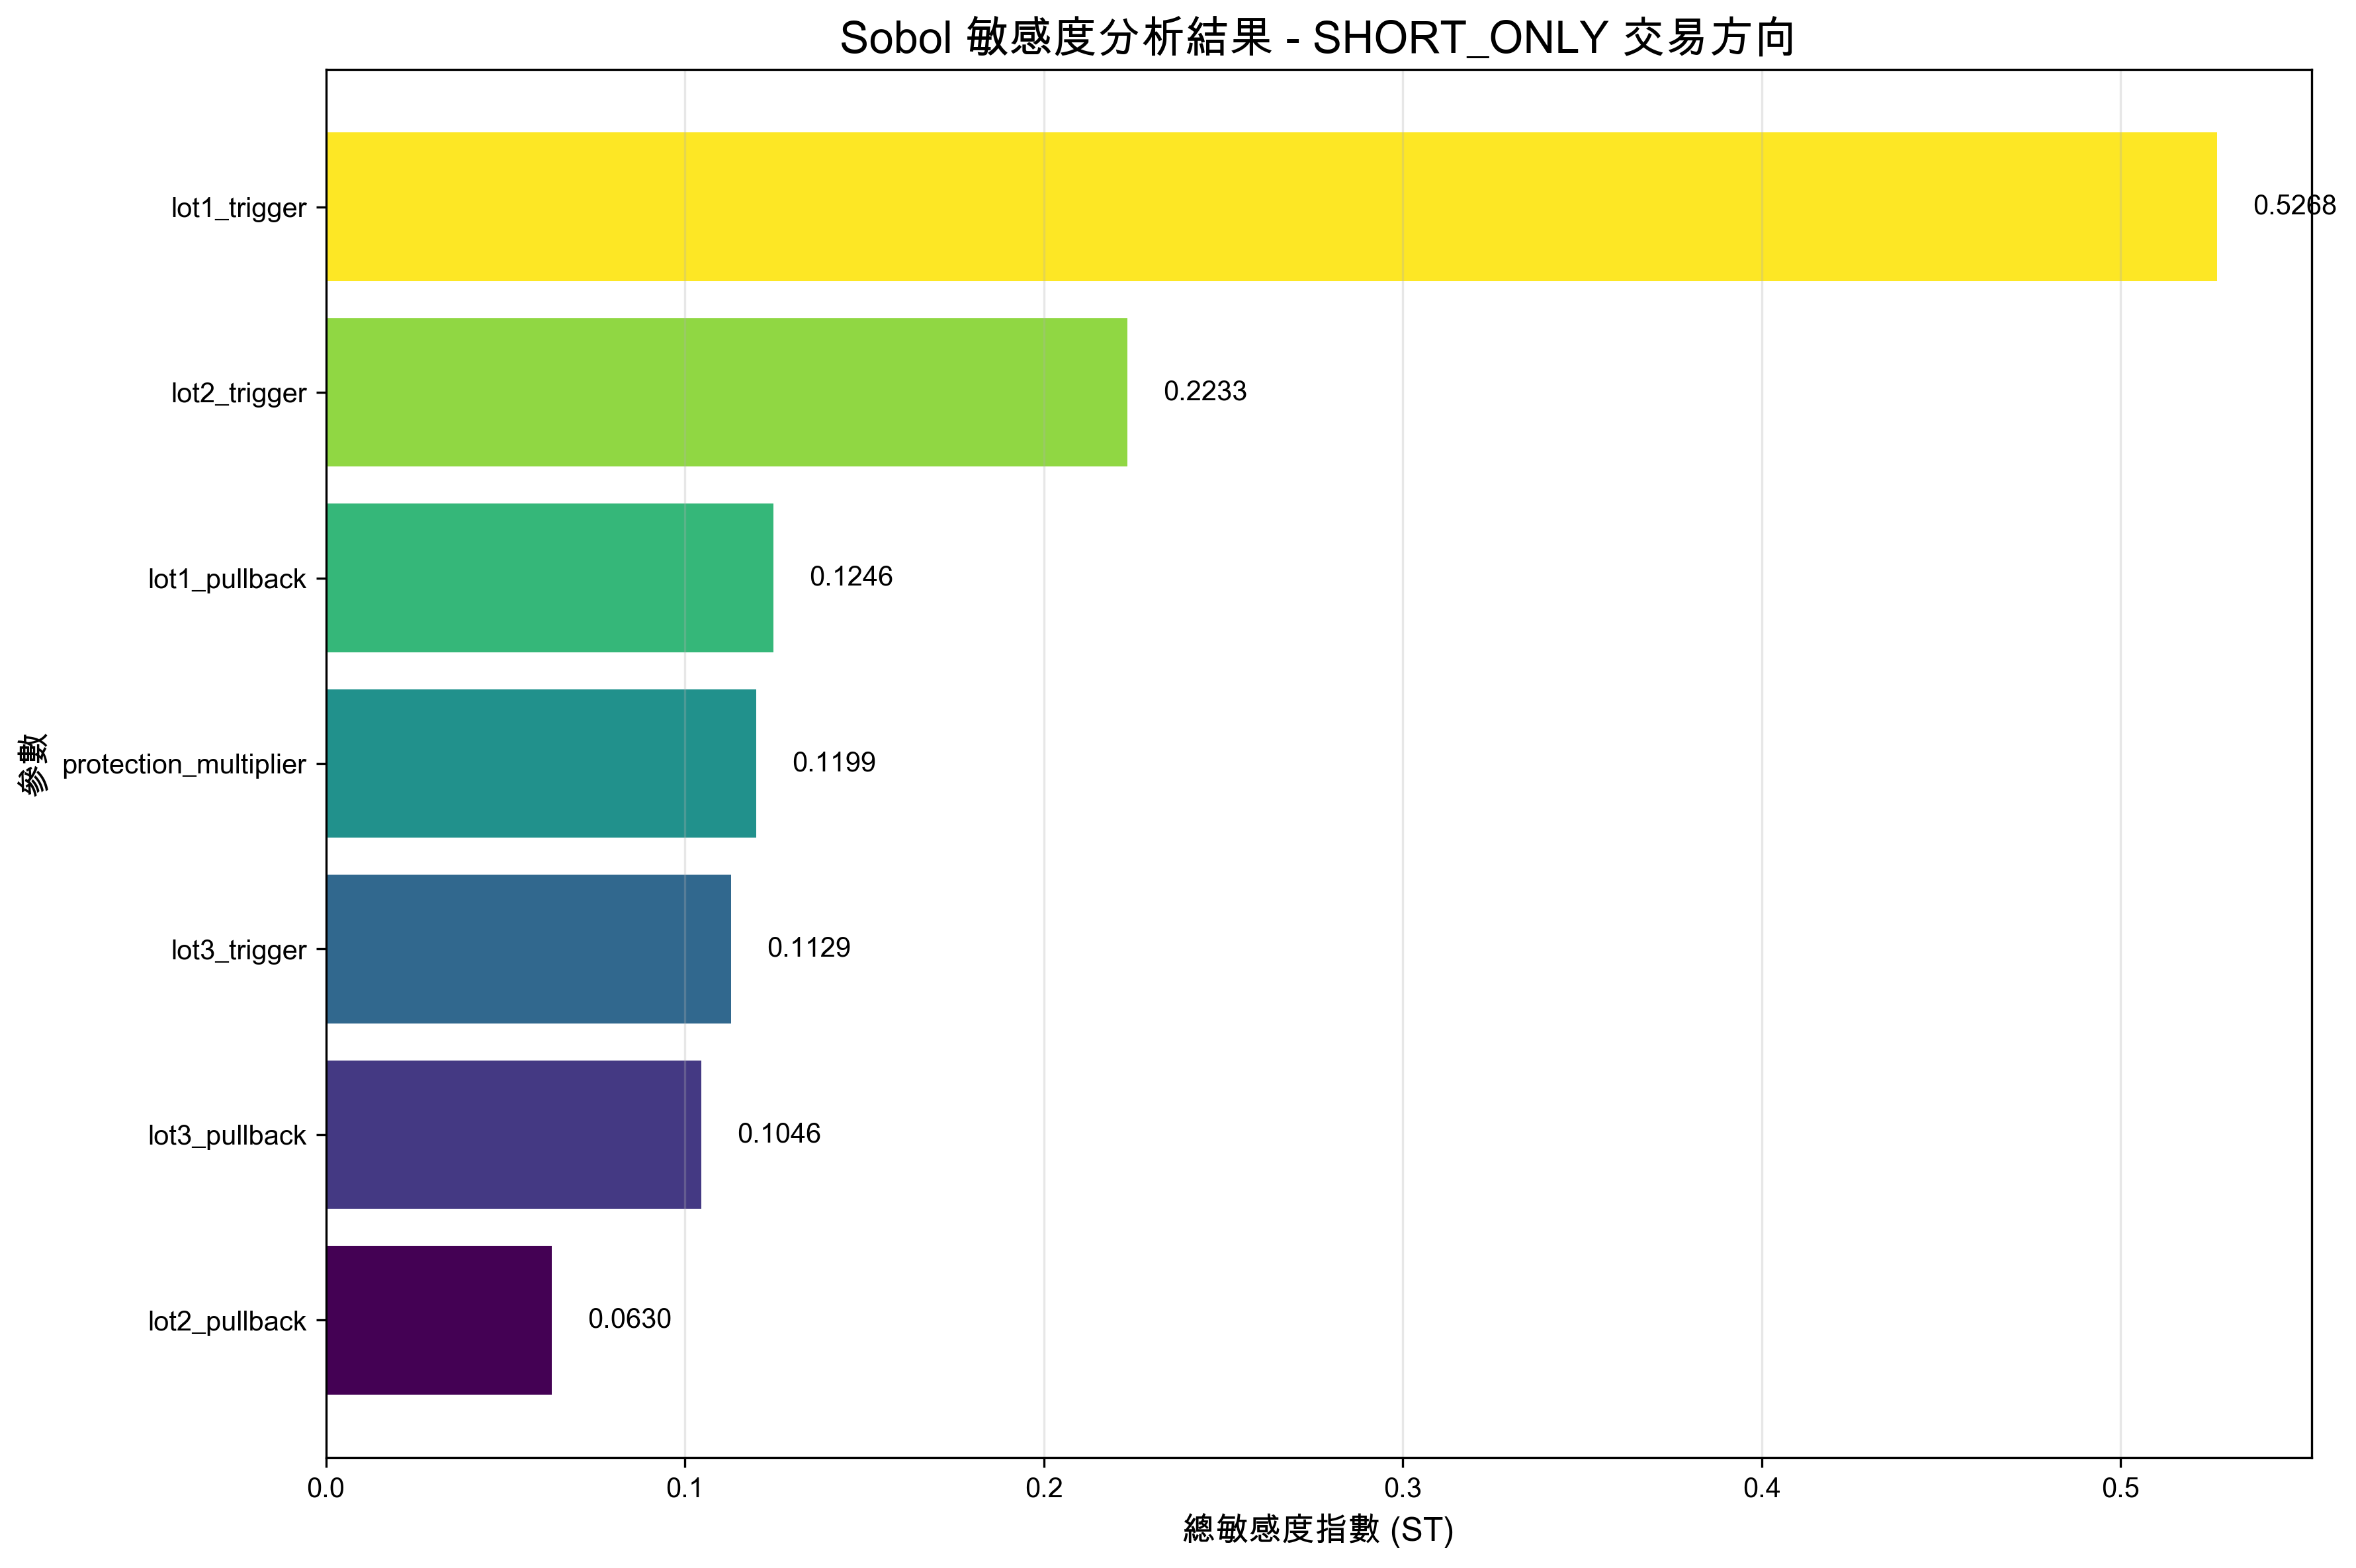 Sobol 敏感度分析結果 - SHORT_ONLY 交易方向
lot1_trigger
0.5268
lot2_trigger
0.2233
lot1_pullback
0.1246
參數
protection_multiplier
0.1199
lot3_trigger
0.1129
lot3_pullback
0.1046
lot2_pullback
0.0630
0.0 0.1 0.2 0.3 0.4 0.5
總敏感度指數 (ST)